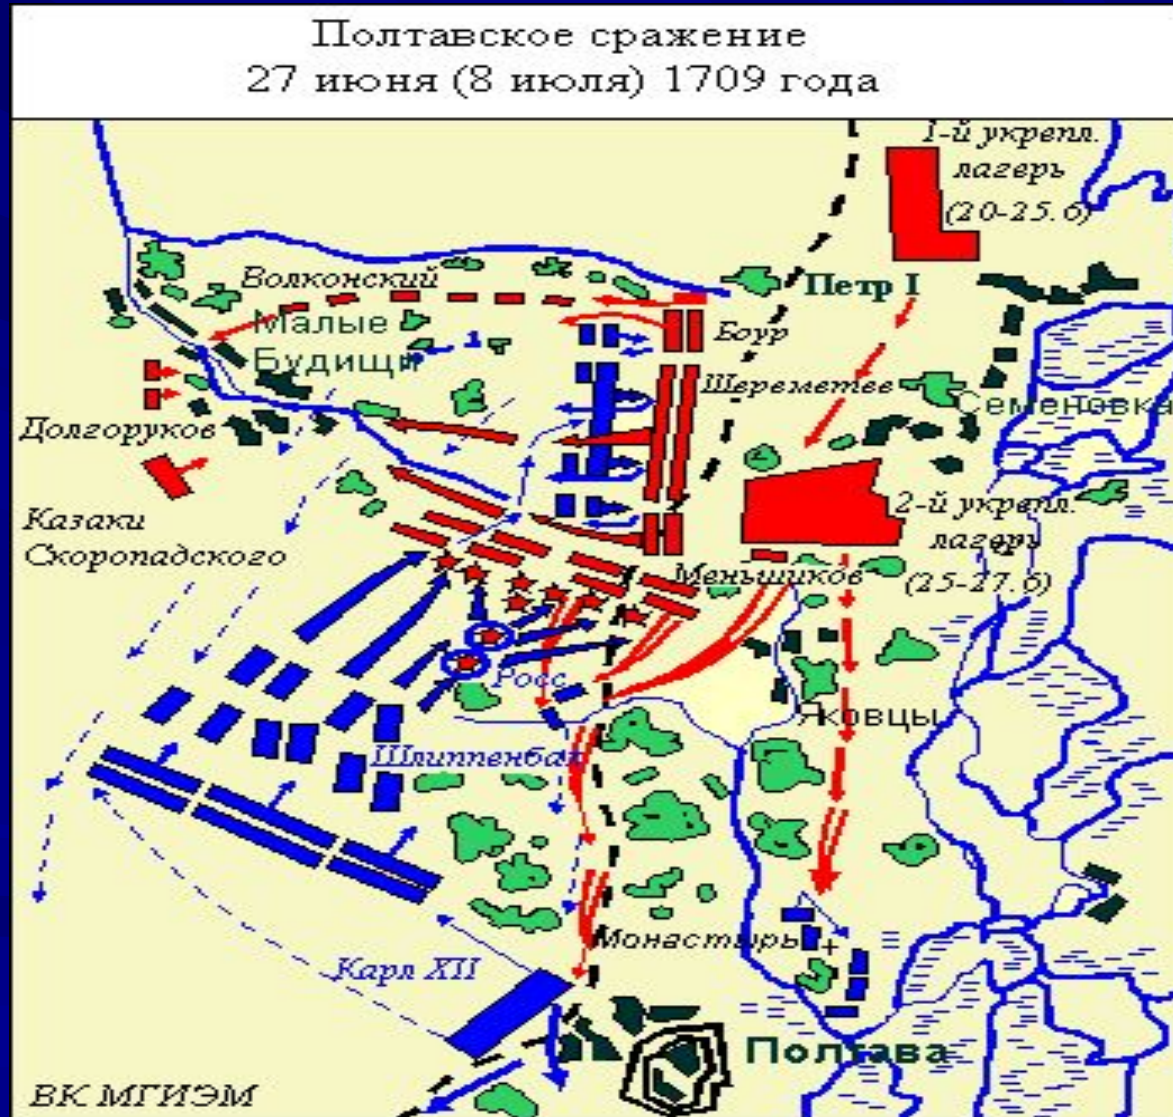 Полтавское сражение
27 июня (8 июля) 1709 года
1-й укрепл.
лагерь
(20-25.6)
Волконский
Петр I
Малые
Будищи
Боур
Шереметев
Семеновка
Долгоруков
Казаки
Скоропадского
2-й укрепл.
лагерь
(25-27.6)
Меньшиков
Росс
Яковцы
Шлиппенбах
Монастырь
Карл XII
Полтава
ВК МГИЭМ